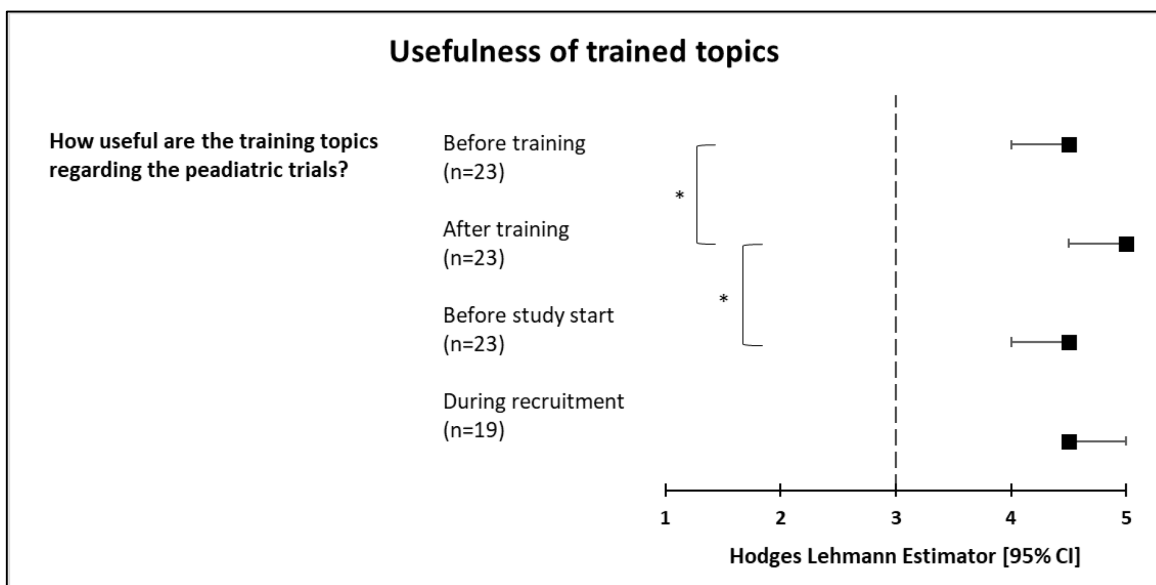 Usefulness of trained topics
How useful are the training topics
regarding the peadiatric trials?
Before training
(n=23)
*
After training
(n=23)
*
Before study start
(n=23)
During recruitment
(n=19)
1 2 3 4 5
Hodges Lehmann Estimator [95% CI]